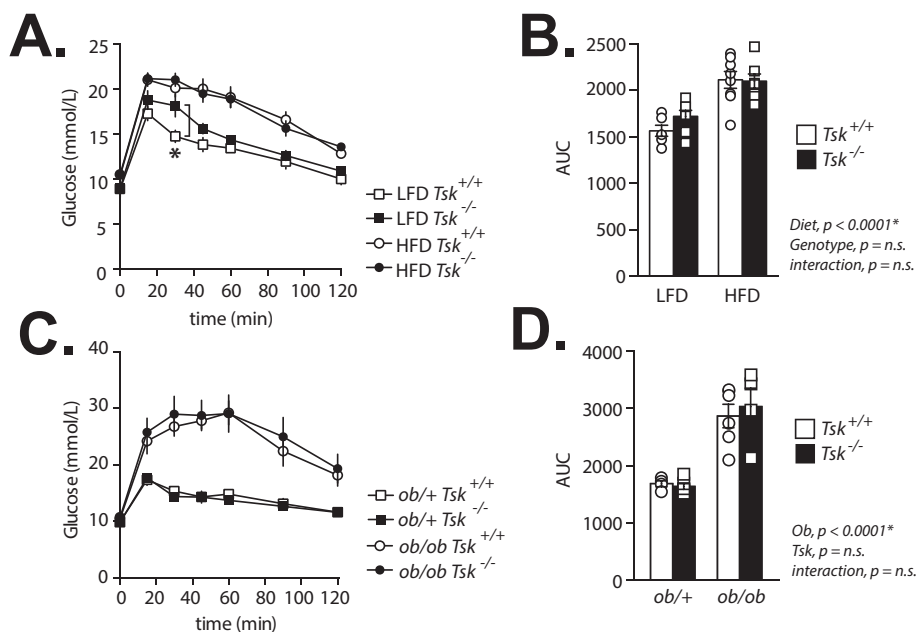 A.
25
20
15
10
5
0
Glucose (mmol/L)
0 20 40 60 80 100 120
time (min)
*
LFD Tsk+/+
LFD Tsk-/-
HFD Tsk+/+
HFD Tsk-/-
B.
2500
2000
1500
1000
500
0
AUC
LFD HFD
Tsk+/+
Tsk-/-
Diet, p < 0.0001*
Genotype, p = n.s.
interaction, p = n.s.
C.
40
30
20
10
0
Glucose (mmol/L)
0 20 40 60 80 100 120
time (min)
ob/+ Tsk+/+
ob/+ Tsk-/-
ob/ob Tsk+/+
ob/ob Tsk-/-
D.
4000
3000
2000
1000
0
AUC
ob/+ ob/ob
Tsk+/+
Tsk-/-
Ob, p < 0.0001*
Tsk, p = n.s.
interaction, p = n.s.